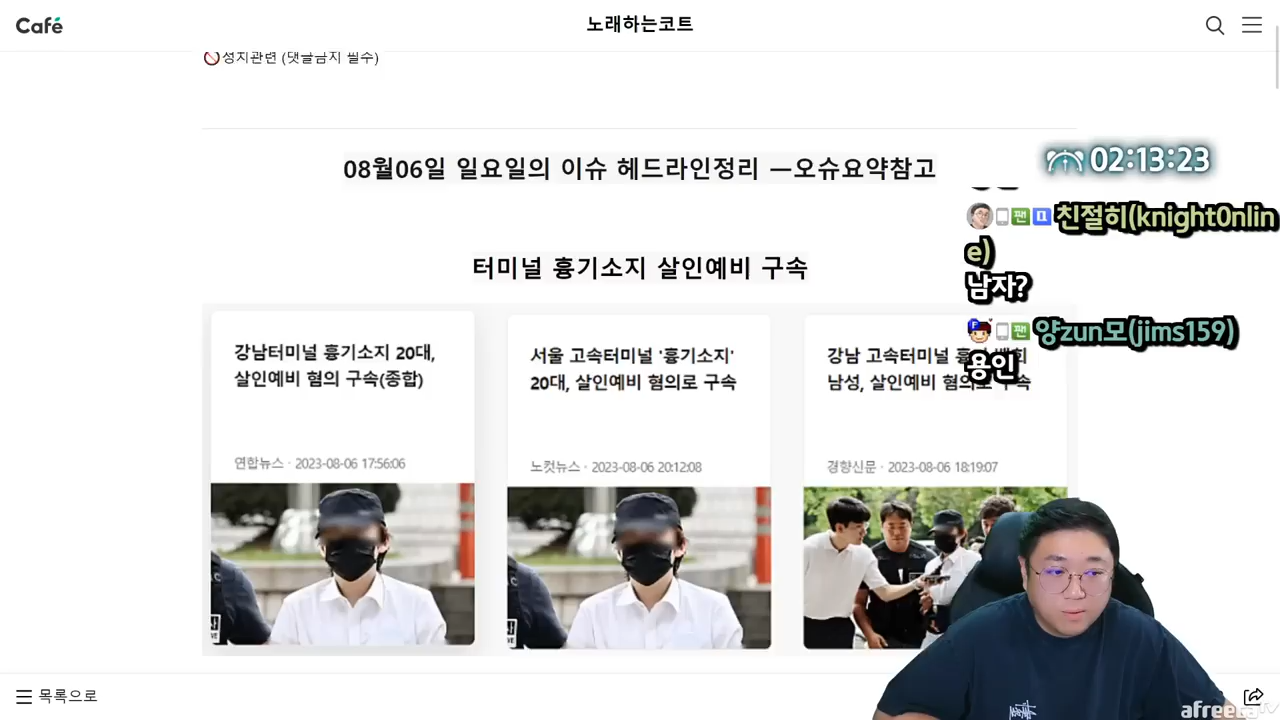 Café
노래하는코트
🚫정치관련 (댓글금지 필수)
08월06일 일요일의 이슈 헤드라인정리 —오슈요약참고
02:13:23
팬
친절히(knight0nlin
e)
남자?
팬
양zun모(jims159)
용인
터미널 흉기소지 살인예비 구속
강남터미널 흉기소지 20대,
살인예비 혐의 구속(종합)
연합뉴스 · 2023-08-06 17:56:06
서울 고속터미널 '흉기소지'
20대, 살인예비 혐의로 구속
노컷뉴스 · 2023-08-06 20:12:08
강남 고속터미널
남성, 살인예비 혐의로 구속
경향신문 · 2023-08-06 18:19:07
목록으로
afreecaTV